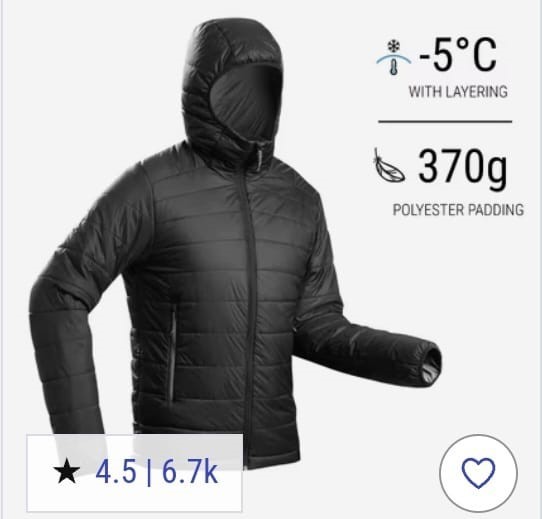 -5°C
WITH LAYERING
370g
POLYESTER PADDING
★ 4.5 | 6.7k